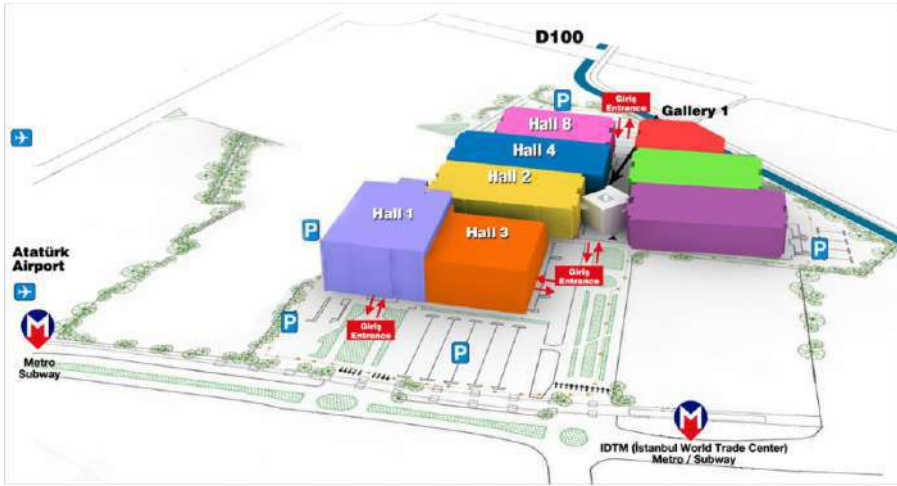 D100
P
Giriş
Entrance
Gallery 1
Hall 8
Hall 4
Hall 2
Hall 1
Hall 3
P
P
Atatürk
Airport
Giriş
Entrance
Giriş
Entrance
P
P
M
Metro
Subway
M
IDTM (İstanbul World Trade Center)
Metro / Subway